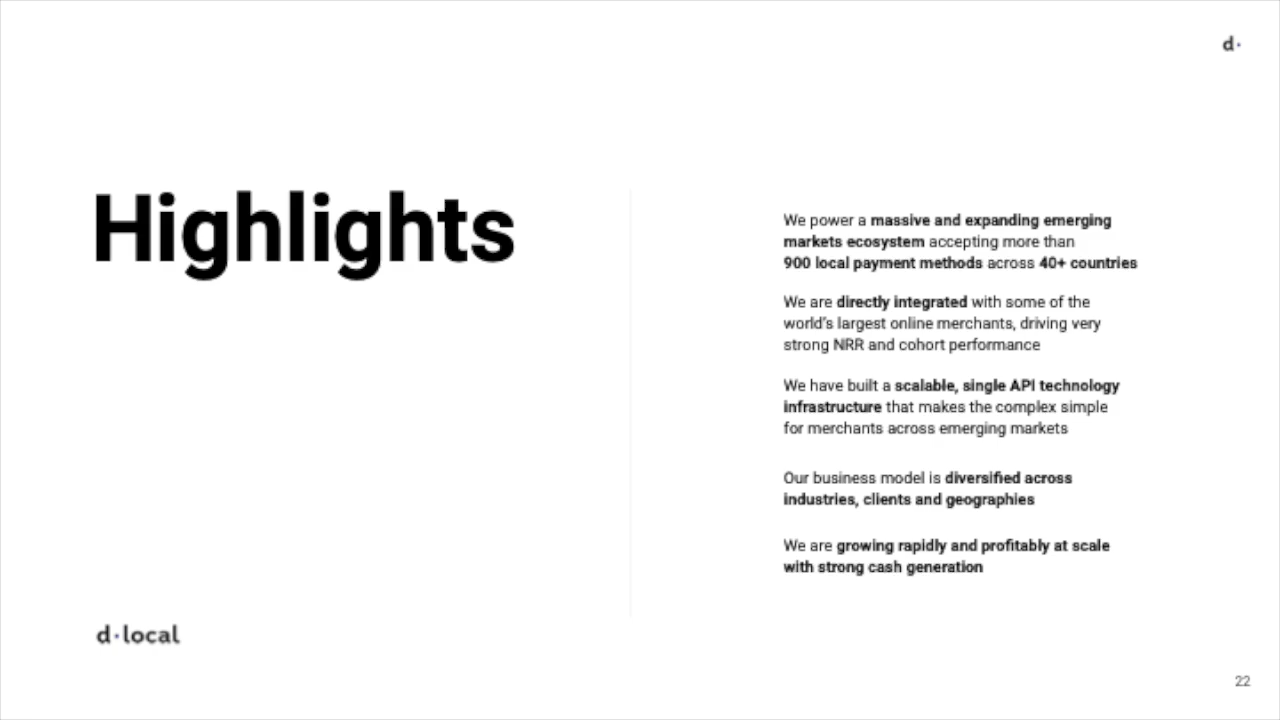 d·
Highlights
We power a massive and expanding emerging
markets ecosystem accepting more than
900 local payment methods across 40+ countries
We are directly integrated with some of the
world's largest online merchants, driving very
strong NRR and cohort performance
We have built a scalable, single API technology
infrastructure that makes the complex simple
for merchants across emerging markets
Our business model is diversified across
industries, clients and geographies
We are growing rapidly and profitably at scale
with strong cash generation
d·local
22